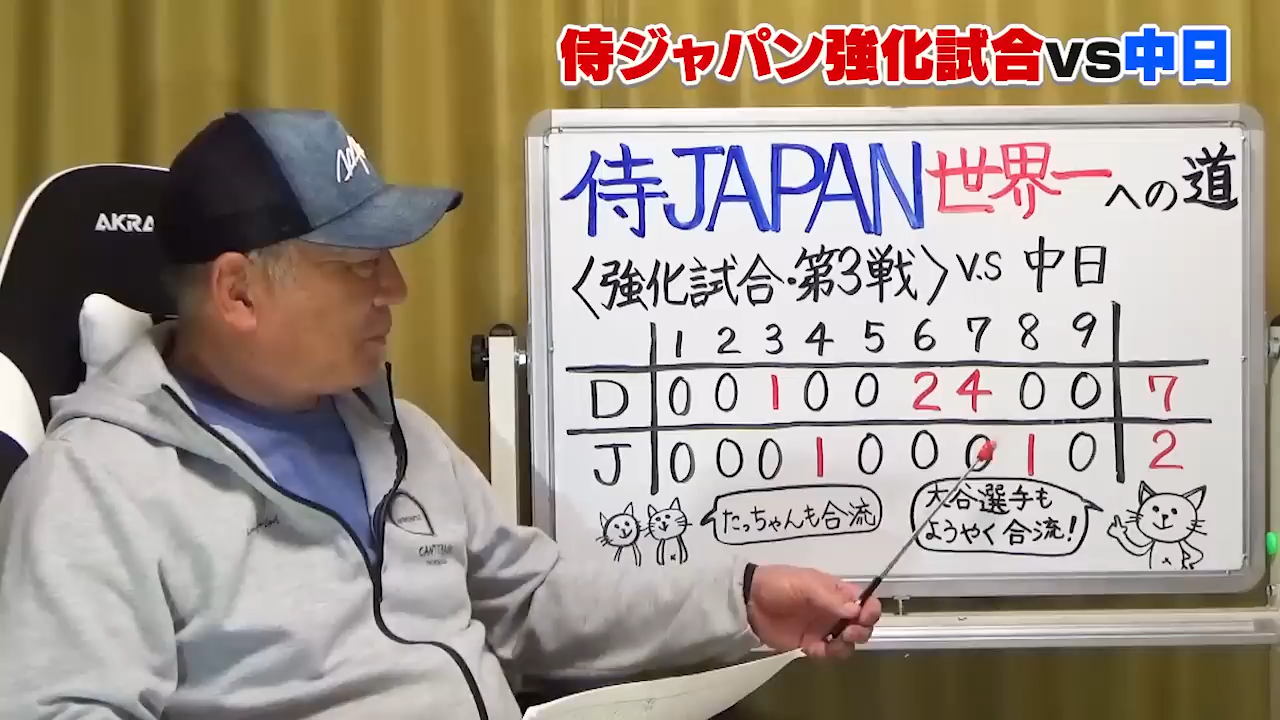 侍ジャパン強化試合vs中日
侍JAPAN世界一への道
〈強化試合・第3戦〉V.S 中日
1 2 3 4 5 6 7 8 9
D 0 0 1 0 0 2 4 0 0 7
J 0 0 0 1 0 0 0 1 0 2
たっちゃんも合流
大谷選手も
ようやく合流!
AKRA